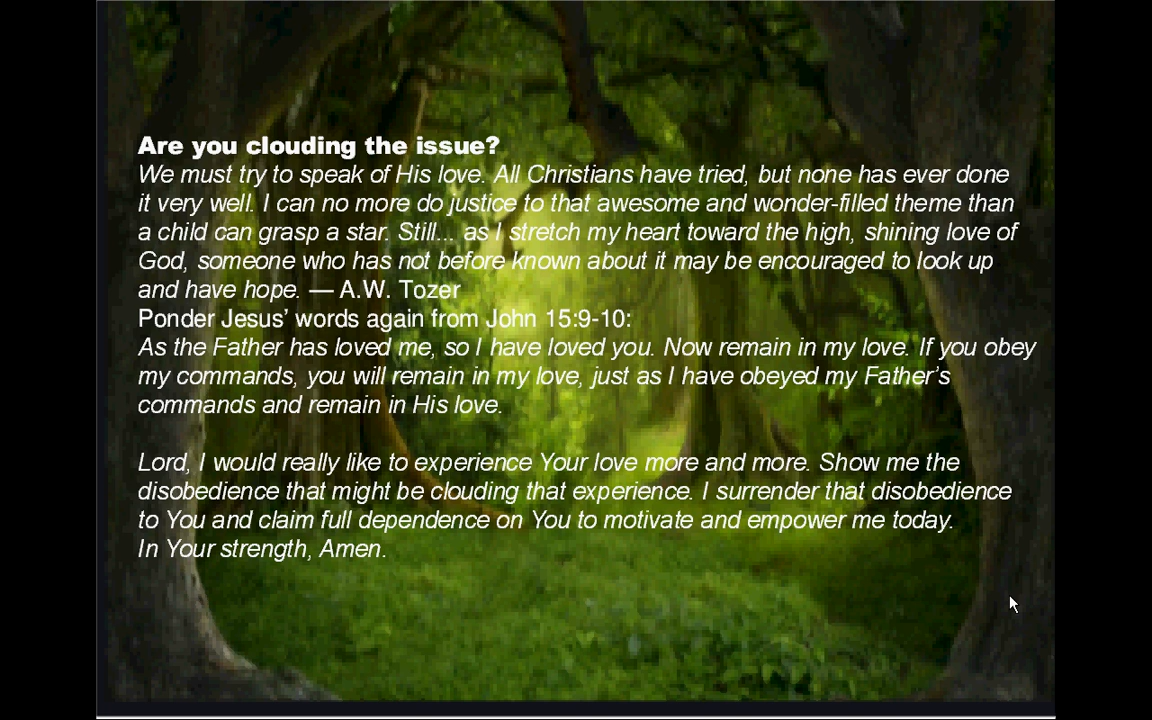 Are you clouding the issue?
We must try to speak of His love. All Christians have tried, but none has ever done
it very well. I can no more do justice to that awesome and wonder-filled theme than
a child can grasp a star. Still... as I stretch my heart toward the high, shining love of
God, someone who has not before known about it may be encouraged to look up
and have hope. — A.W. Tozer
Ponder Jesus’ words again from John 15:9-10:
As the Father has loved me, so I have loved you. Now remain in my love. If you obey
my commands, you will remain in my love, just as I have obeyed my Father’s
commands and remain in His love.
Lord, I would really like to experience Your love more and more. Show me the
disobedience that might be clouding that experience. I surrender that disobedience
to You and claim full dependence on You to motivate and empower me today.
In Your strength, Amen.